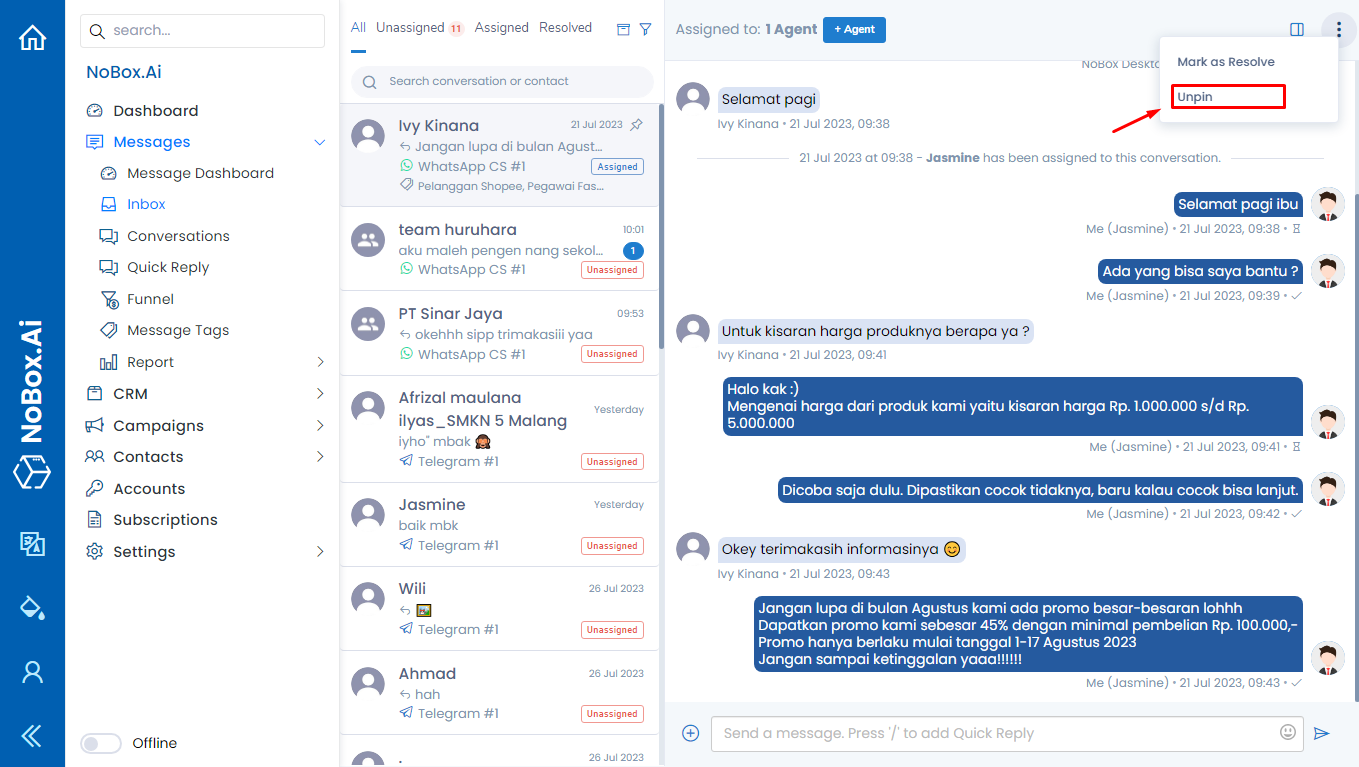 NoBox.Ai
search...
NoBox.Ai
Dashboard
Messages
Message Dashboard
Inbox
Conversations
Quick Reply
Funnel
Message Tags
Report
CRM
Campaigns
Contacts
Accounts
Subscriptions
Settings
Offline
All Unassigned 11 Assigned Resolved
Search conversation or contact
Ivy Kinana 21 Jul 2023
Jangan lupa di bulan Agust...
WhatsApp CS #1 Assigned
Pelanggan Shopee, Pegawai Fas...
team huruhara 10:01
aku maleh pengen nang sekol... 1
WhatsApp CS #1 Unassigned
PT Sinar Jaya 09:53
okehhh sipp trimakasiii yaa
WhatsApp CS #1 Unassigned
Afrizal maulana
ilyas_SMKN 5 Malang Yesterday
iyho" mbak 🙊
Telegram #1 Unassigned
Jasmine Yesterday
baik mbk
Telegram #1 Unassigned
Wili 26 Jul 2023
Telegram #1 Unassigned
Ahmad 26 Jul 2023
hah
Telegram #1 Unassigned
26 Jul 2023
Assigned to: 1 Agent + Agent
Mark as Resolve
Unpin
Selamat pagi
Ivy Kinana • 21 Jul 2023, 09:38
21 Jul 2023 at 09:38 - Jasmine has been assigned to this conversation.
Selamat pagi ibu
Me (Jasmine) • 21 Jul 2023, 09:38 •
Ada yang bisa saya bantu ?
Me (Jasmine) • 21 Jul 2023, 09:39 •
Untuk kisaran harga produknya berapa ya ?
Ivy Kinana • 21 Jul 2023, 09:41
Halo kak :)
Mengenai harga dari produk kami yaitu kisaran harga Rp. 1.000.000 s/d Rp.
5.000.000
Me (Jasmine) • 21 Jul 2023, 09:41 •
Dicoba saja dulu. Dipastikan cocok tidaknya, baru kalau cocok bisa lanjut.
Me (Jasmine) • 21 Jul 2023, 09:42 •
Okey terimakasih informasinya 😊
Ivy Kinana • 21 Jul 2023, 09:43
Jangan lupa di bulan Agustus kami ada promo besar-besaran lohhh
Dapatkan promo kami sebesar 45% dengan minimal pembelian Rp. 100.000,-
Promo hanya berlaku mulai tanggal 1-17 Agustus 2023
Jangan sampai ketinggalan yaaa!!!!!!
Me (Jasmine) • 21 Jul 2023, 09:43 •
Send a message. Press '/' to add Quick Reply